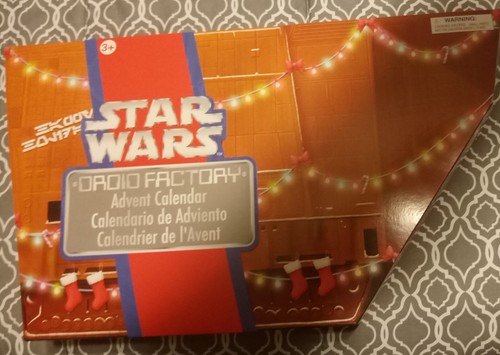 3+
WARNING:
STAR
WARS
DROID FACTORY
Advent Calendar
Calendario de Adviento
Calendrier de l'Avent